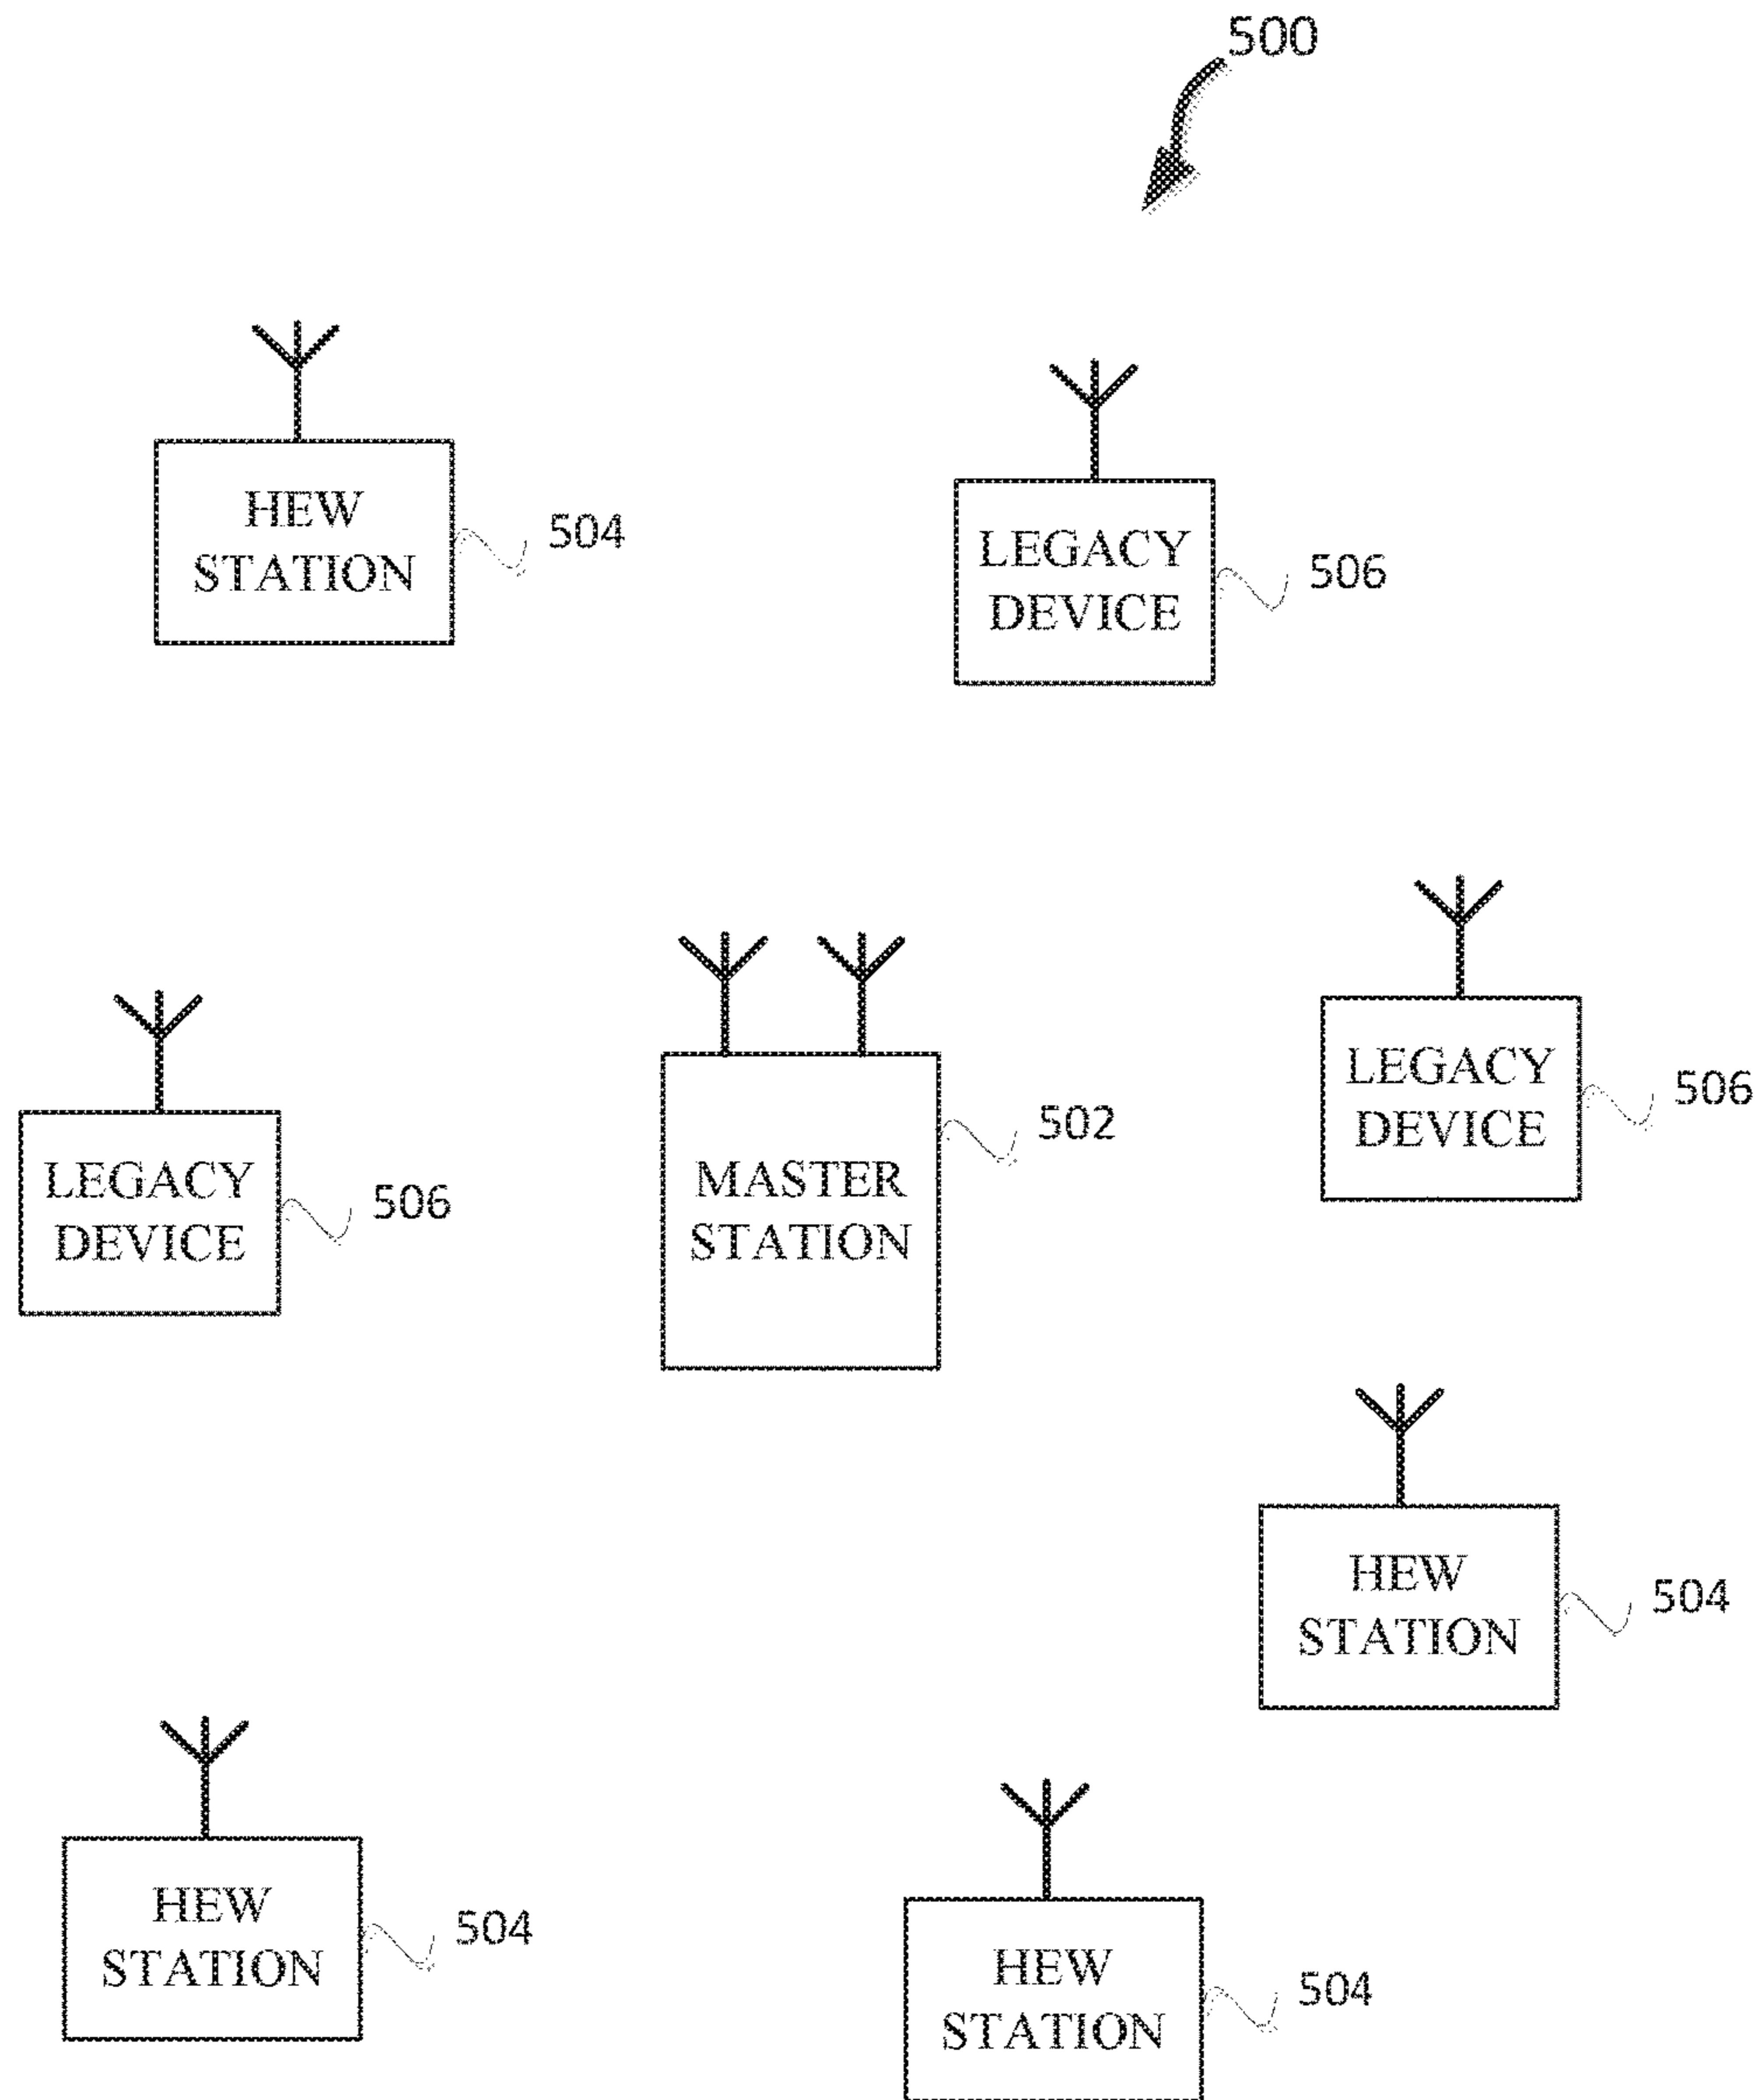 500
HEW
STATION
504
LEGACY
DEVICE
506
LEGACY
DEVICE
506
MASTER
STATION
502
LEGACY
DEVICE
506
HEW
STATION
504
HEW
STATION
504
HEW
STATION
504